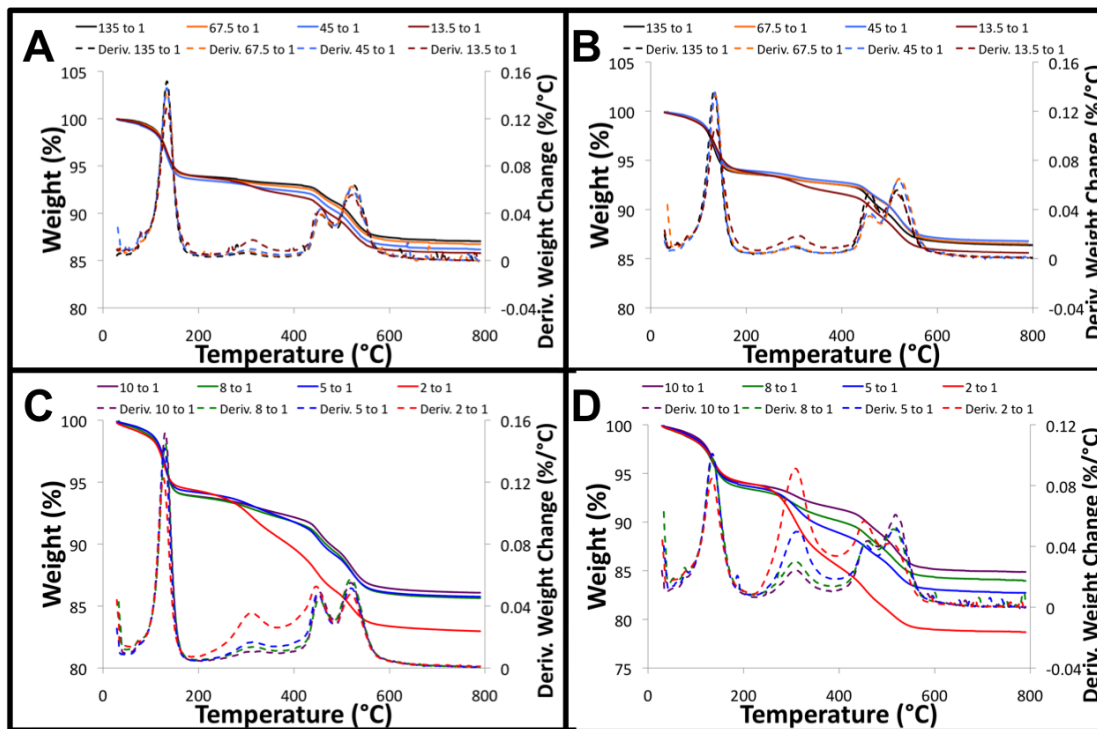 A
135 to 1 67.5 to 1 45 to 1 13.5 to 1
Deriv. 135 to 1 Deriv. 67.5 to 1 Deriv. 45 to 1 Deriv. 13.5 to 1
Weight (%)
105
100
95
90
85
80
0 200 400 600 800
Temperature (°C)
0.16
0.12
0.08
0.04
0
-0.04
Deriv. Weight Change (%/°C)
B
135 to 1 67.5 to 1 45 to 1 13.5 to 1
Deriv. 135 to 1 Deriv. 67.5 to 1 Deriv. 45 to 1 Deriv. 13.5 to 1
Weight (%)
105
100
95
90
85
80
0 200 400 600 800
Temperature (°C)
0.16
0.12
0.08
0.04
0
-0.04
Deriv. Weight Change (%/°C)
C
10 to 1 8 to 1 5 to 1 2 to 1
Deriv. 10 to 1 Deriv. 8 to 1 Deriv. 5 to 1 Deriv. 2 to 1
Weight (%)
100
95
90
85
80
0 200 400 600 800
Temperature (°C)
0.16
0.12
0.08
0.04
0
Deriv. Weight Change (%/°C)
D
10 to 1 8 to 1 5 to 1 2 to 1
Deriv. 10 to 1 Deriv. 8 to 1 Deriv. 5 to 1 Deriv. 2 to 1
Weight (%)
100
95
90
85
80
75
0 200 400 600 800
Temperature (°C)
0.12
0.08
0.04
0
-0.04
Deriv. Weight Change (%/°C)